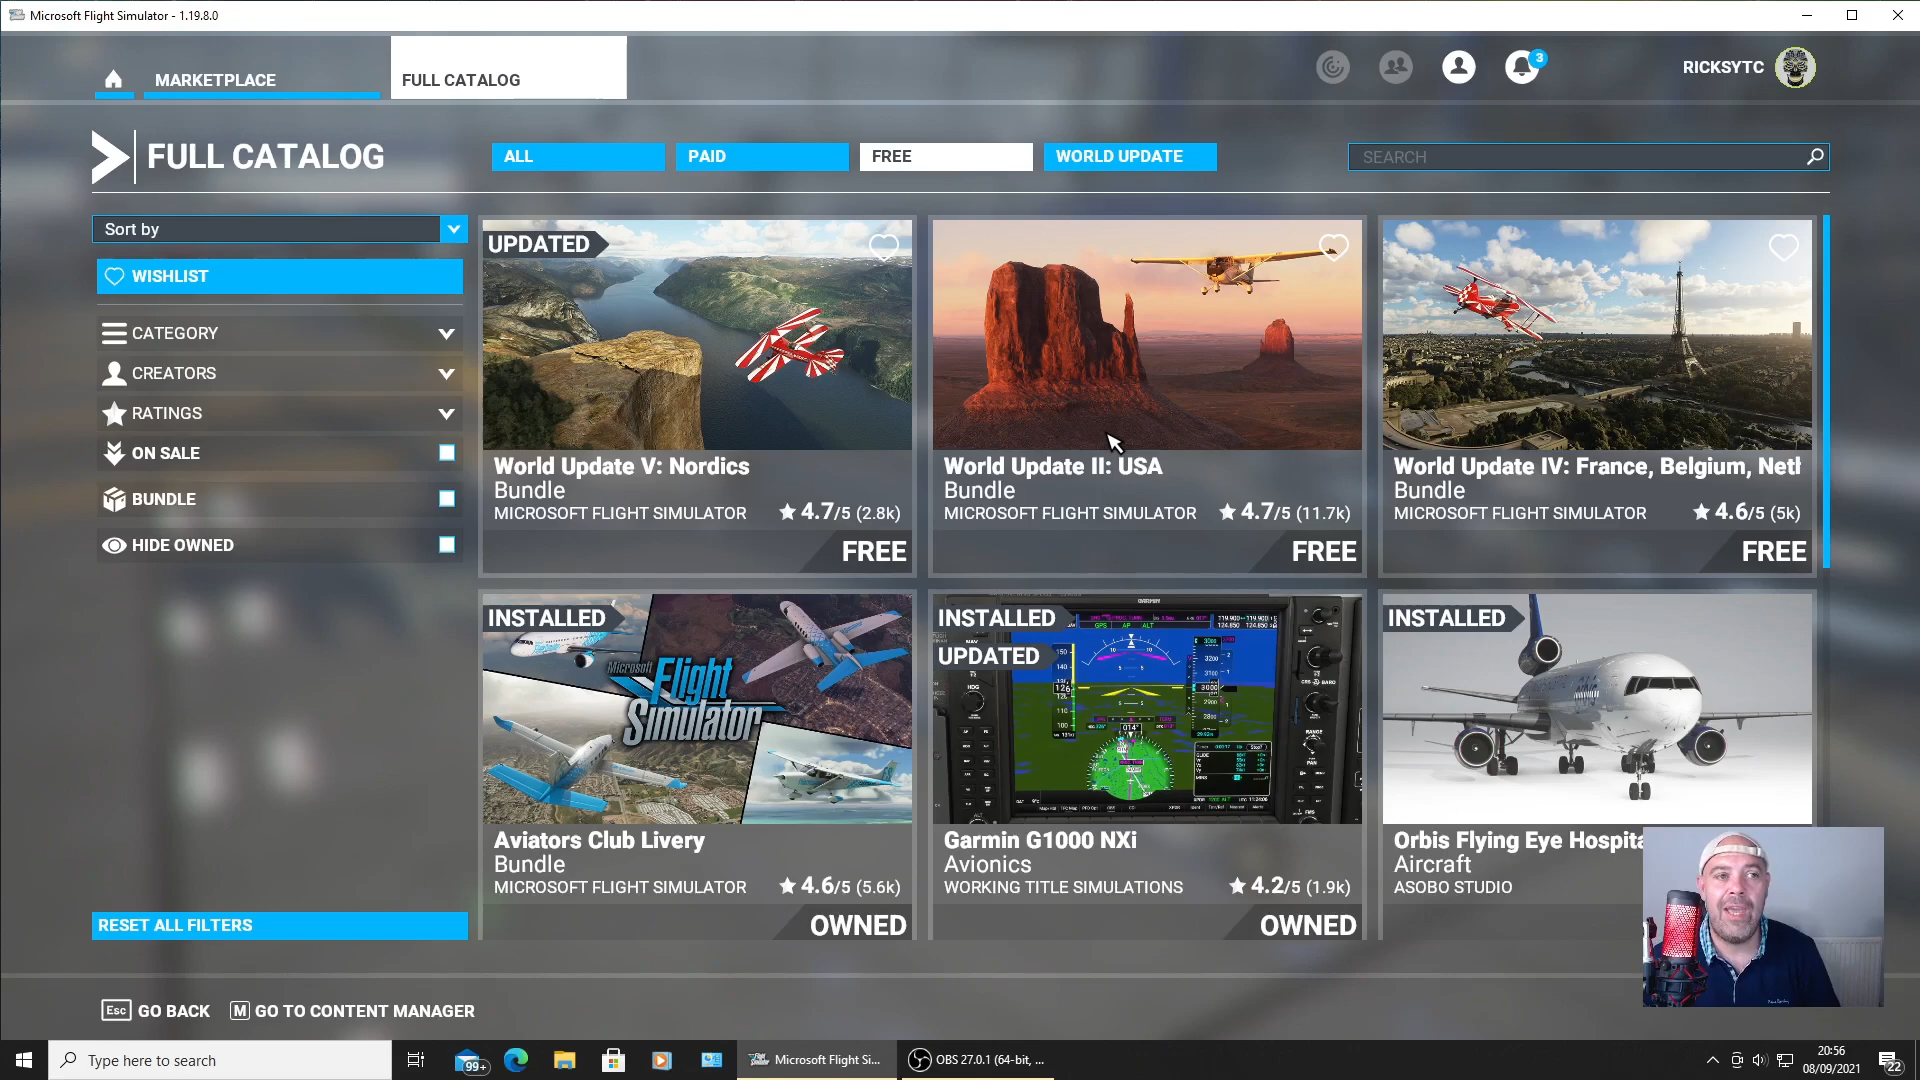 Microsoft Flight Simulator - 1.19.8.0
MARKETPLACE
FULL CATALOG
3
RICKSYTC
FULL CATALOG
ALL
PAID
FREE
WORLD UPDATE
SEARCH
Sort by
WISHLIST
CATEGORY
CREATORS
RATINGS
ON SALE
BUNDLE
HIDE OWNED
RESET ALL FILTERS
UPDATED
World Update V: Nordics
Bundle
MICROSOFT FLIGHT SIMULATOR
4.7/5 (2.8k)
FREE
World Update II: USA
Bundle
MICROSOFT FLIGHT SIMULATOR
4.7/5 (11.7k)
FREE
World Update IV: France, Belgium, Neth
Bundle
MICROSOFT FLIGHT SIMULATOR
4.6/5 (5k)
FREE
INSTALLED
Microsoft
Flight
Simulator
Aviators Club Livery
Bundle
MICROSOFT FLIGHT SIMULATOR
4.6/5 (5.6k)
OWNED
INSTALLED
UPDATED
GARMIN
Garmin G1000 NXi
Avionics
WORKING TITLE SIMULATIONS
4.2/5 (1.9k)
OWNED
INSTALLED
Orbis Flying Eye Hospita
Aircraft
ASOBO STUDIO
Esc GO BACK
M GO TO CONTENT MANAGER
Type here to search
99+
Microsoft Flight Si...
OBS 27.0.1 (64-bit, ...
20:56
08/09/2021
22